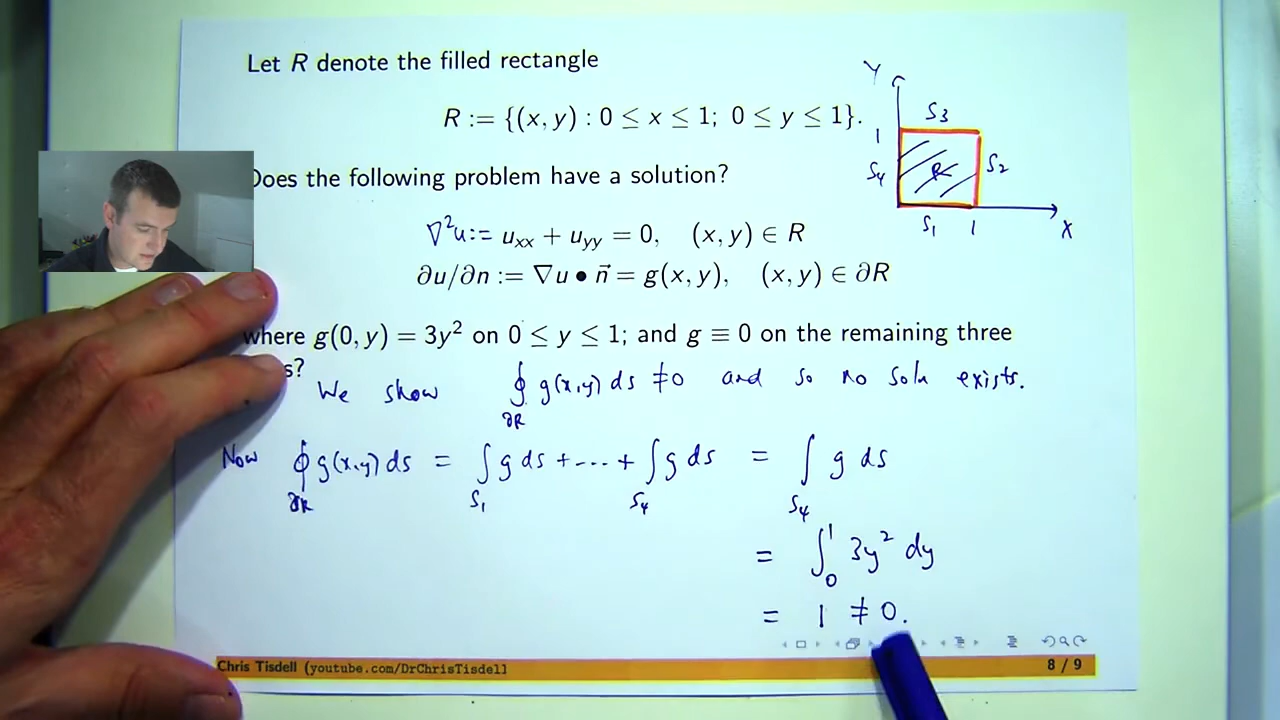 Let R denote the filled rectangle
R := {(x, y) : 0 ≤ x ≤ 1; 0 ≤ y ≤ 1}.
Y
S3
1
S4
R
S2
S1
1
X
Does the following problem have a solution?
∇²u := uxx + uyy = 0, (x, y) ∈ R
∂u/∂n := ∇u • n⃗ = g(x, y), (x, y) ∈ ∂R
where g(0, y) = 3y² on 0 ≤ y ≤ 1; and g ≡ 0 on the remaining three
s?
We show ∮∂R g(x,y) ds ≠ 0 and so no soln exists.
Now ∮∂R g(x,y) ds = ∫S1 g ds + --- + ∫S4 g ds = ∫S4 g ds
= ∫₀¹ 3y² dy
= 1 ≠ 0.
Chris Tisdell (youtube.com/DrChrisTisdell)
8 / 9